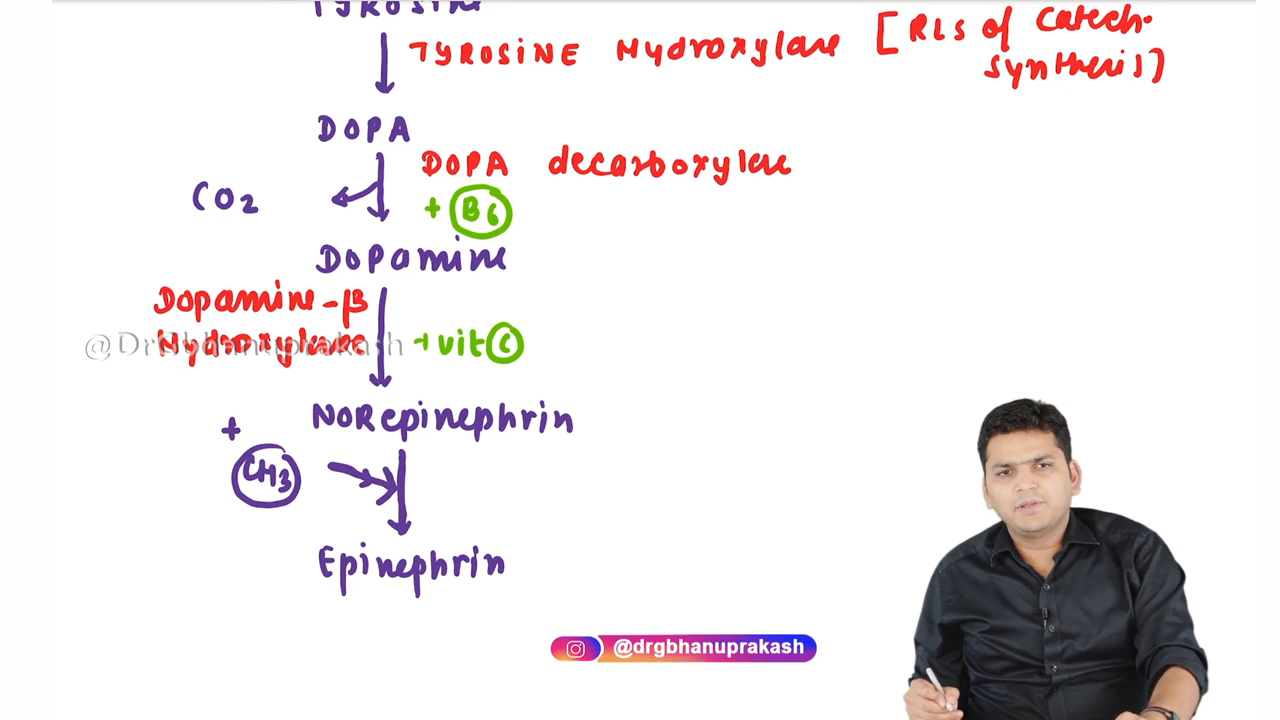 TYROSINE
TYROSINE Hydroxylase [RLS of Catech.
synthesis]
DOPA
DOPA decarboxylase
CO2
+ B6
DOPamine
Dopamine-β
Hydroxylase
@DrGbhanuprakash
+ vit C
NORepinephrin
+
CH3
Epinephrin
@drgbhanuprakash